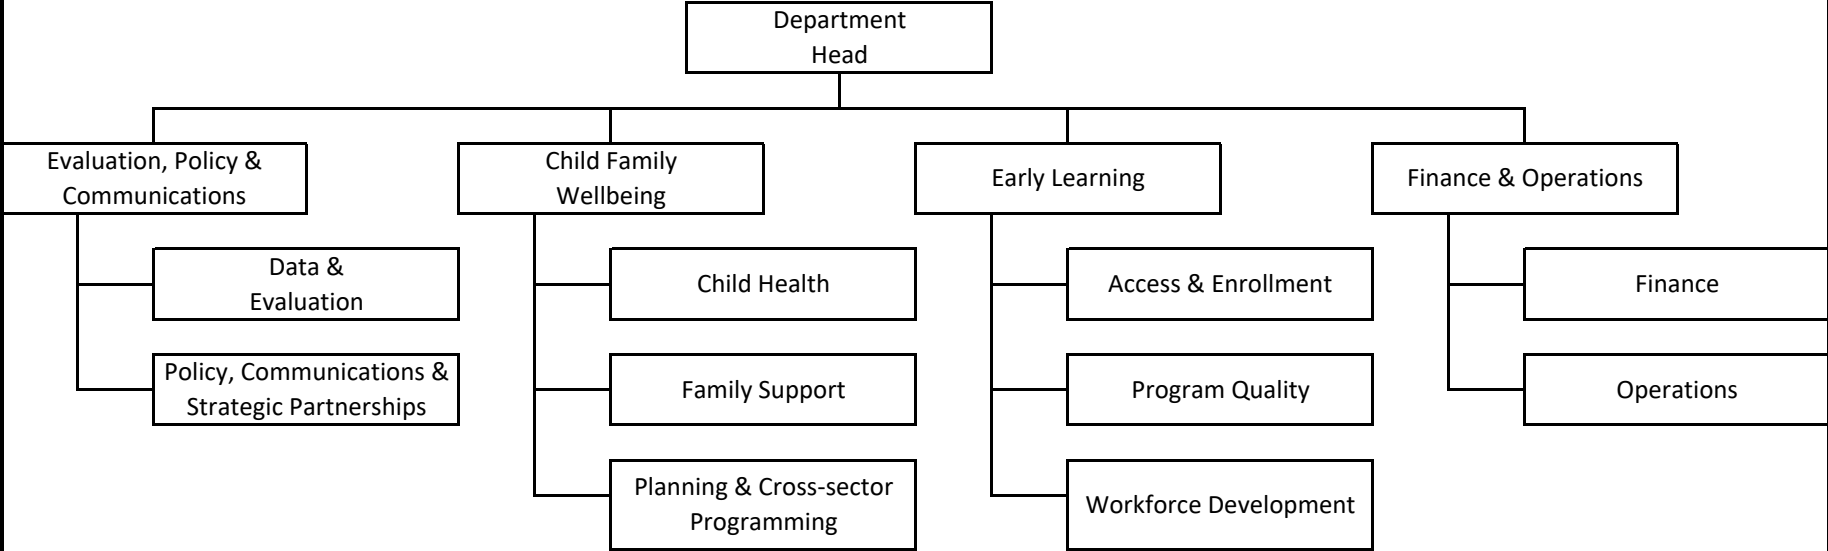 Department
Head
Evaluation, Policy &
Communications
Child Family
Wellbeing
Early Learning
Finance & Operations
Data &
Evaluation
Child Health
Access & Enrollment
Finance
Policy, Communications &
Strategic Partnerships
Family Support
Program Quality
Operations
Planning & Cross-sector
Programming
Workforce Development